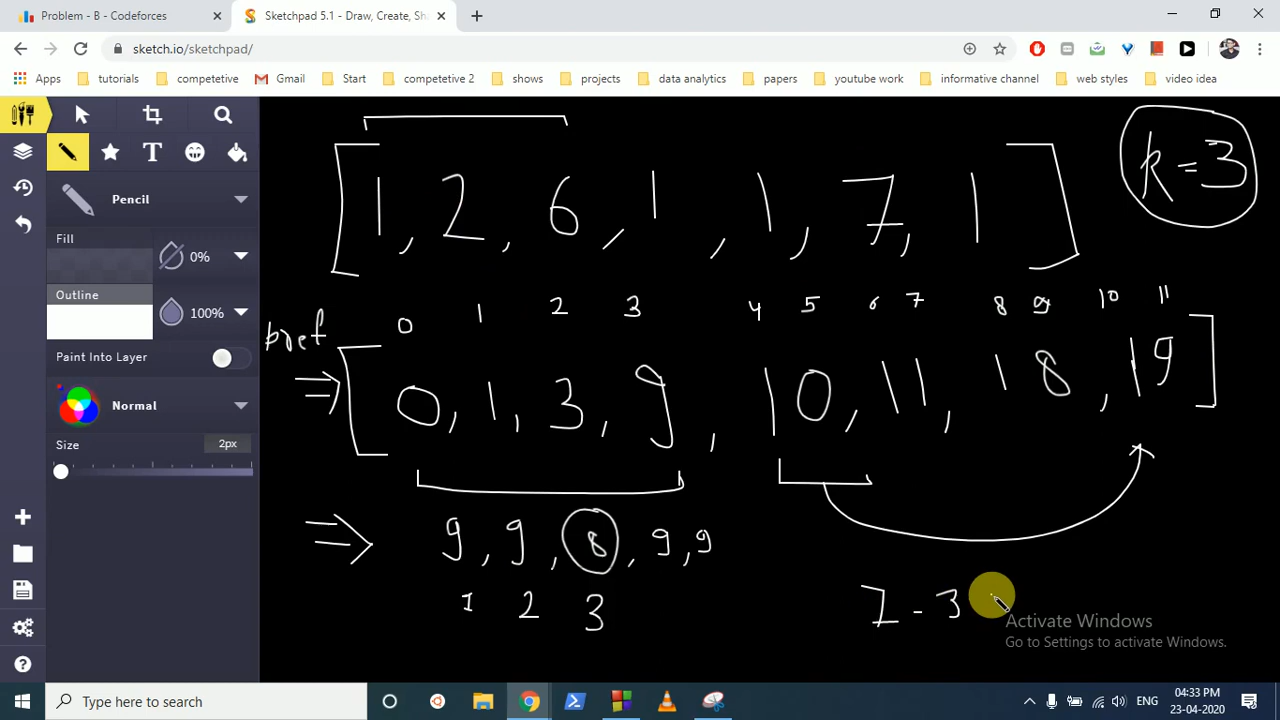 Problem - B - Codeforces
Sketchpad 5.1 - Draw, Create, Sh
sketch.io/sketchpad/
Apps tutorials competetive Gmail Start competetive 2 shows projects data analytics papers youtube work informative channel web styles video idea
k=3
[1, 2, 6, 1, 1, 7, 1]
Pencil
Fill
0%
Outline
100%
Paint Into Layer
Normal
Size
2px
pref
0 1 2 3 4 5 6 7 8 9 10 11
⇒ [0, 1, 3, 9, 10, 11, 18, 19]
⇒ 9, 9, 8, 9, 9
1 2 3
7-3
Activate Windows
Go to Settings to activate Windows.
Type here to search
ENG
04:33 PM
23-04-2020